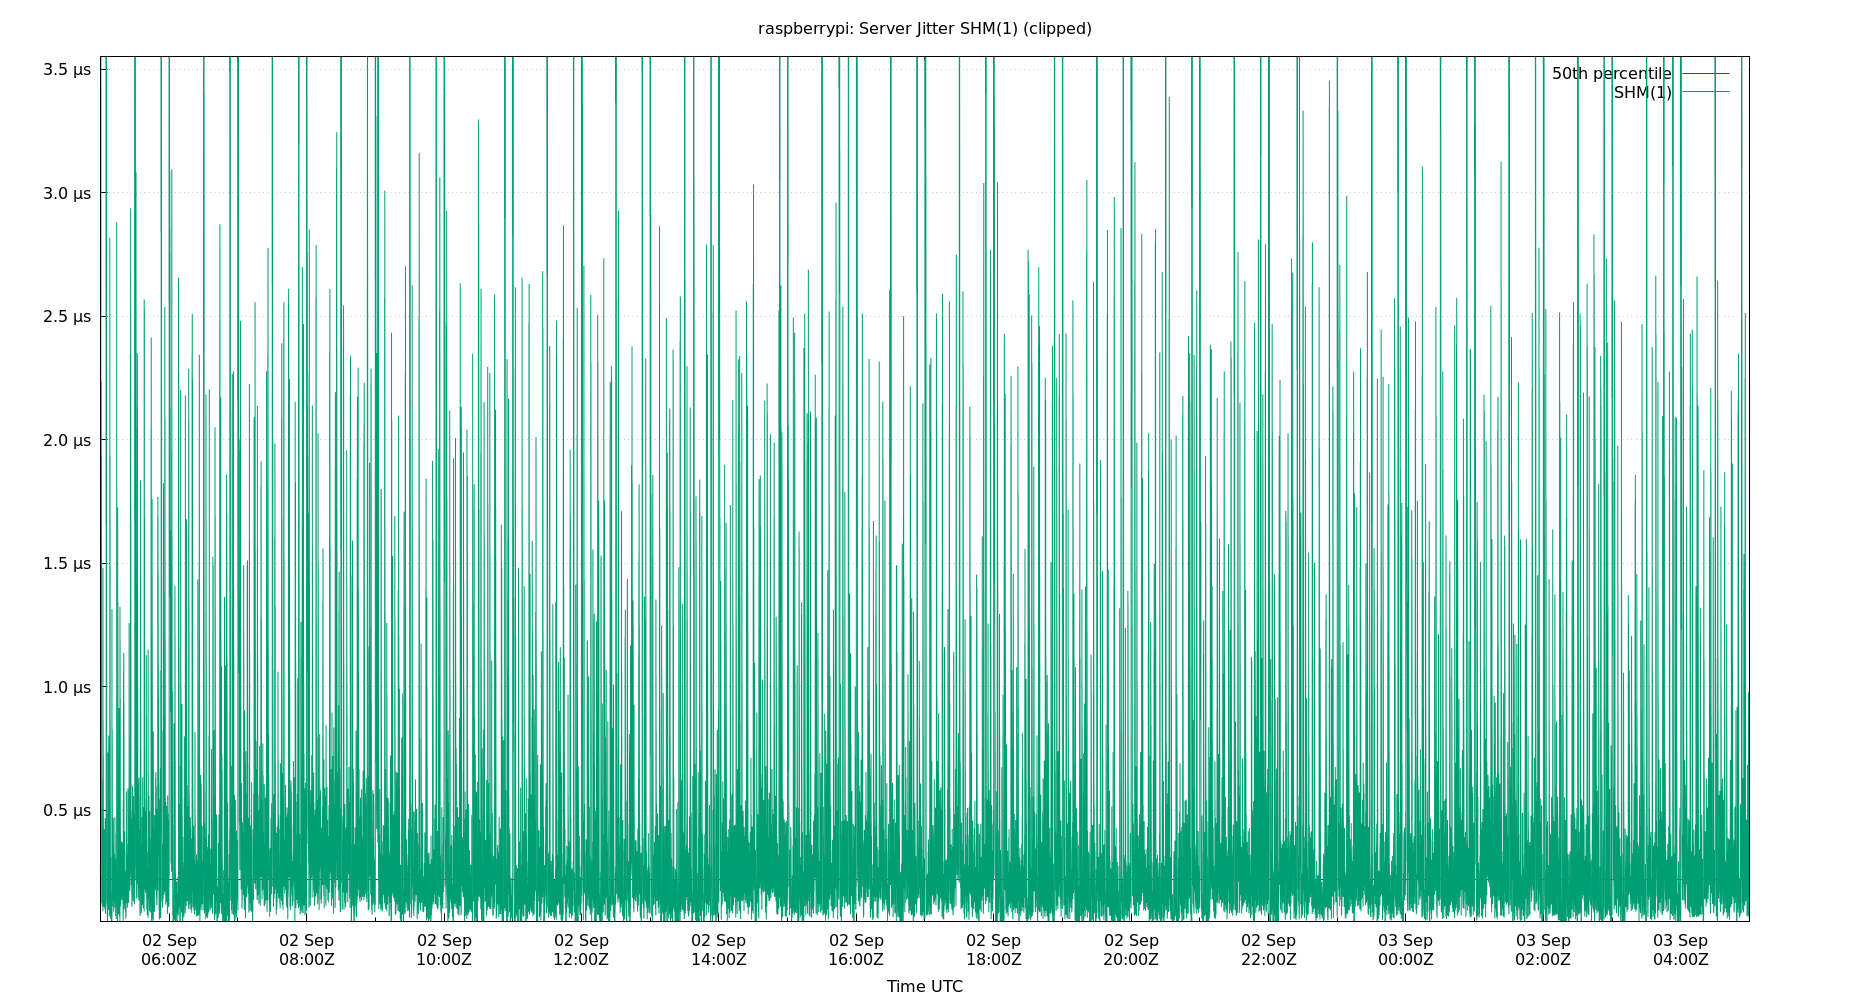 raspberrypi: Server Jitter SHM(1) (clipped)
3.5 µs
3.0 µs
2.5 µs
2.0 µs
1.5 µs
1.0 µs
0.5 µs
50th percentile
SHM(1)
02 Sep 02 Sep 02 Sep 02 Sep 02 Sep 02 Sep 02 Sep 02 Sep 02 Sep 03 Sep 03 Sep 03 Sep
06:00Z 08:00Z 10:00Z 12:00Z 14:00Z 16:00Z 18:00Z 20:00Z 22:00Z 00:00Z 02:00Z 04:00Z
Time UTC